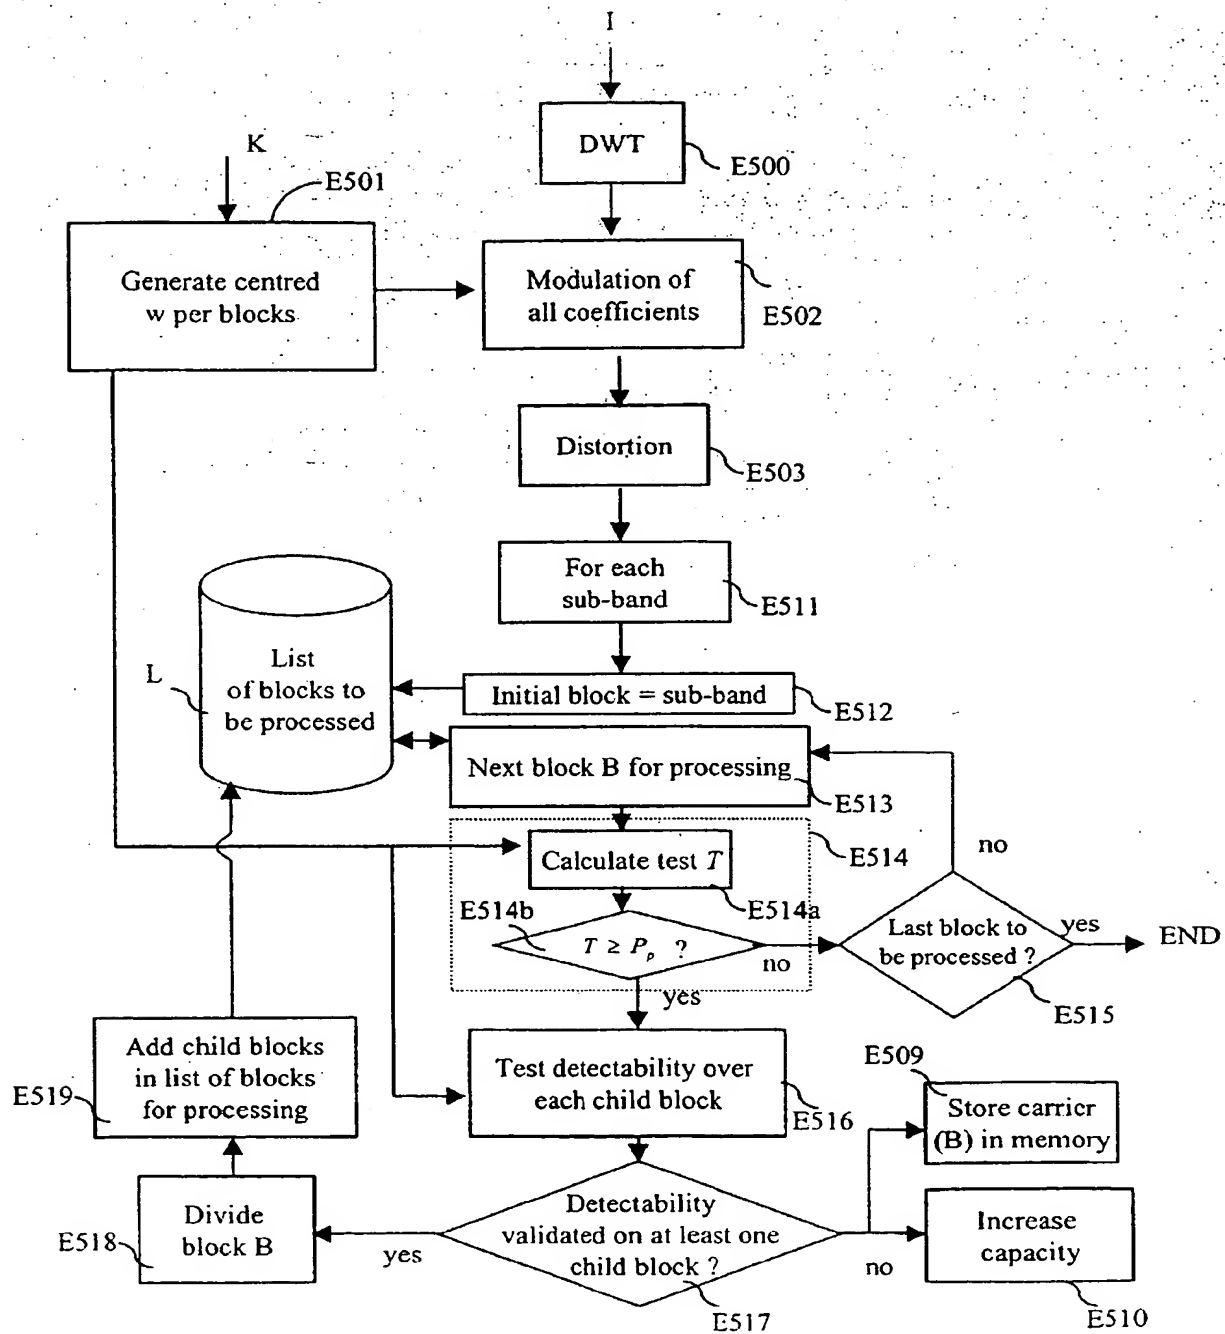 I
DWT
E500
K
E501
Generate centred
w per blocks
Modulation of
all coefficients
E502
Distortion
E503
For each
sub-band
E511
List
of blocks to
be processed
L
Initial block = sub-band
E512
Next block B for processing
E513
Calculate test T
E514
E514a
E514b
T ≥ Pp ?
no
yes
no
Last block to
be processed ?
yes
END
E515
Add child blocks
in list of blocks
for processing
E519
Test detectability over
each child block
E516
E509
Store carrier
(B) in memory
Divide
block B
E518
yes
Detectability
validated on at least one
child block ?
E517
no
Increase
capacity
E510